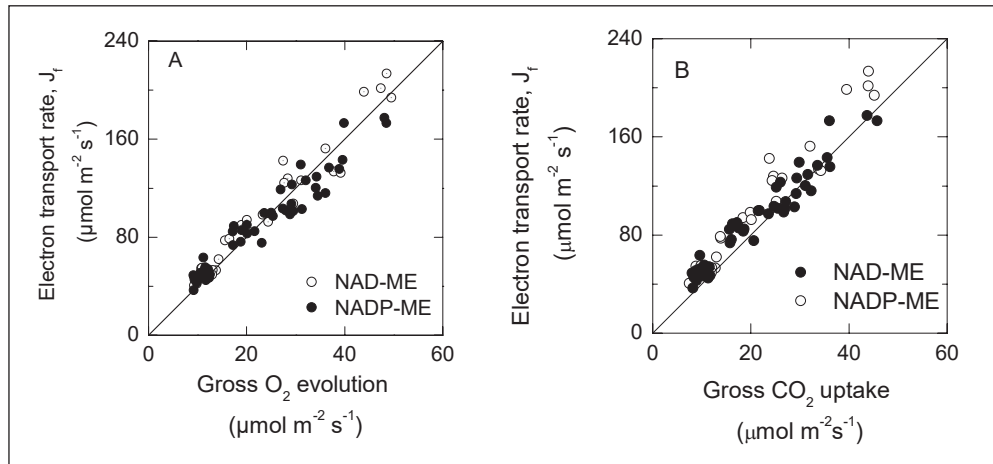 A
Electron transport rate, J_f
(μmol m⁻² s⁻¹)
240
160
80
0
0 20 40 60
NAD-ME
NADP-ME
Gross O₂ evolution
(μmol m⁻² s⁻¹)
B
Electron transport rate, J_f
(μmol m⁻² s⁻¹)
240
160
80
0
0 20 40 60
NAD-ME
NADP-ME
Gross CO₂ uptake
(μmol m⁻² s⁻¹)